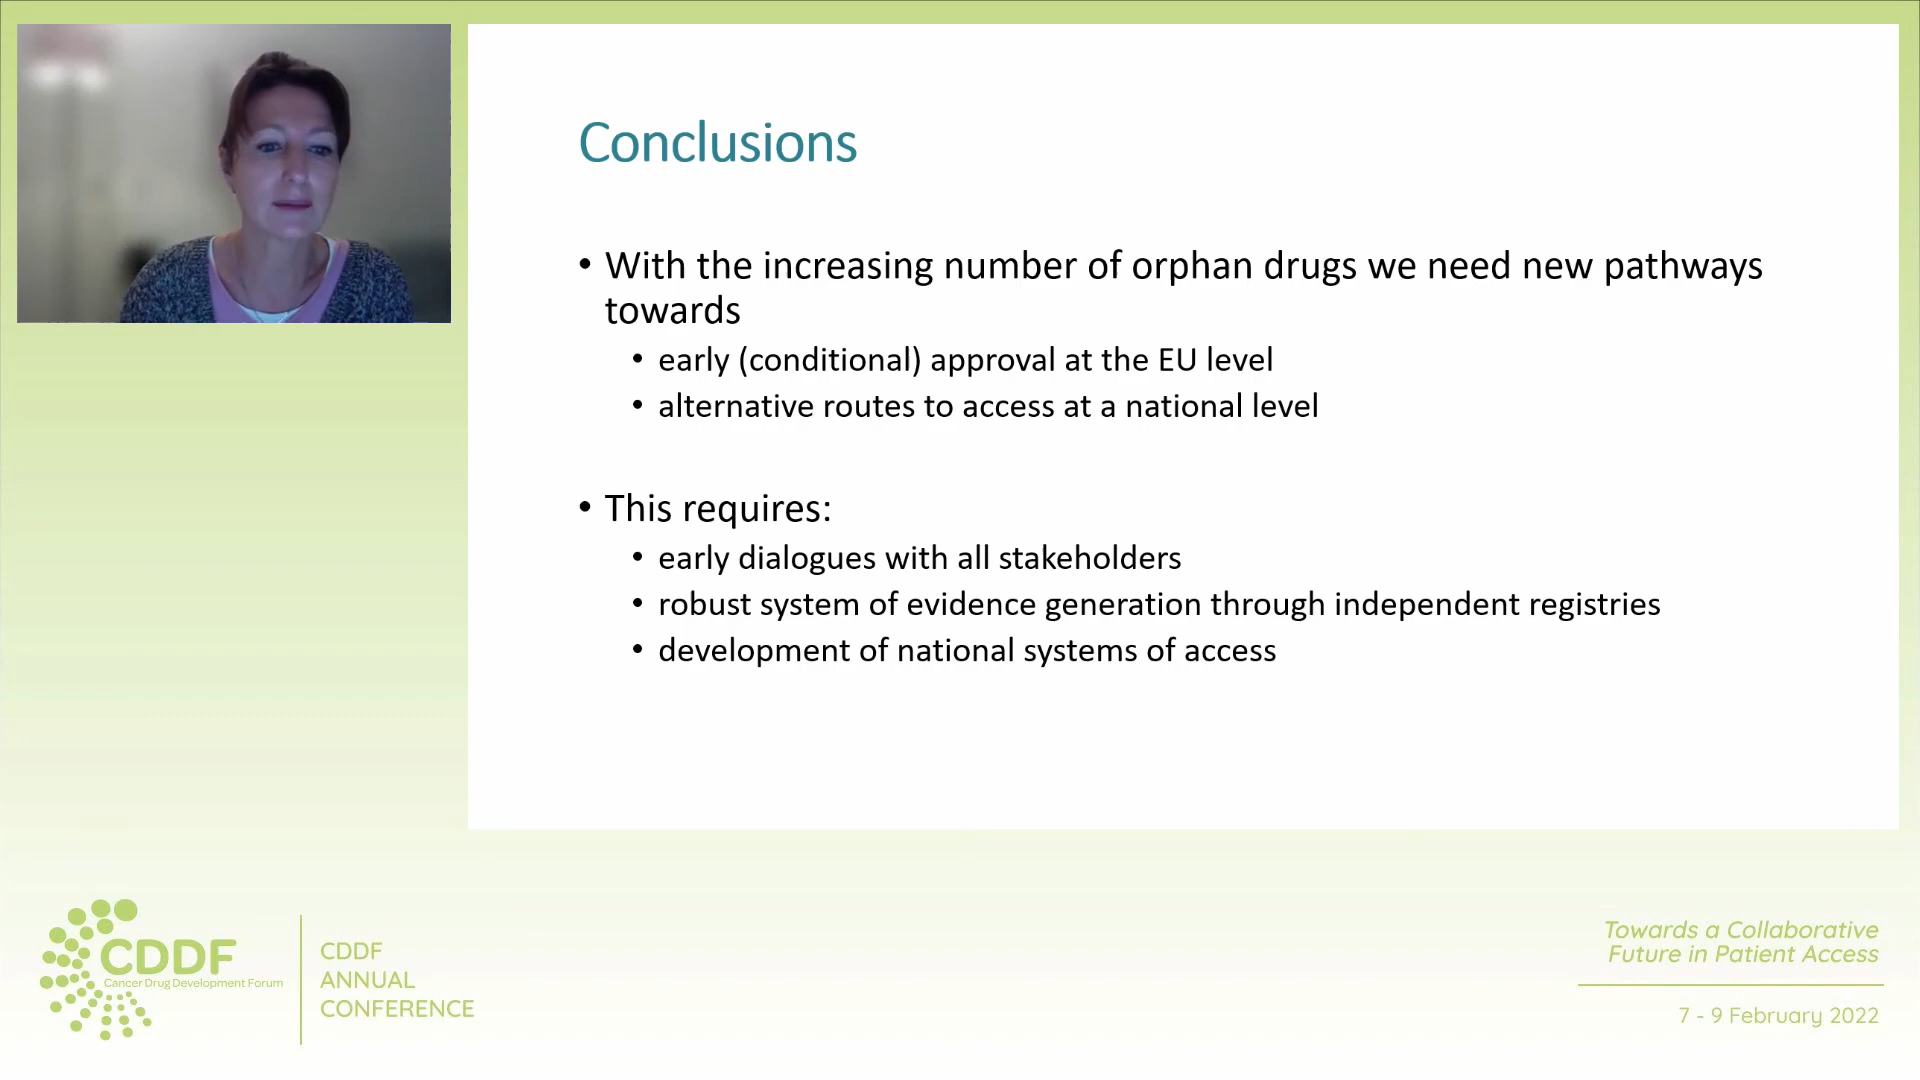 Conclusions
• With the increasing number of orphan drugs we need new pathways
towards
• early (conditional) approval at the EU level
• alternative routes to access at a national level
• This requires:
• early dialogues with all stakeholders
• robust system of evidence generation through independent registries
• development of national systems of access
CDDF
Cancer Drug Development Forum
CDDF
ANNUAL
CONFERENCE
Towards a Collaborative
Future in Patient Access
7 - 9 February 2022